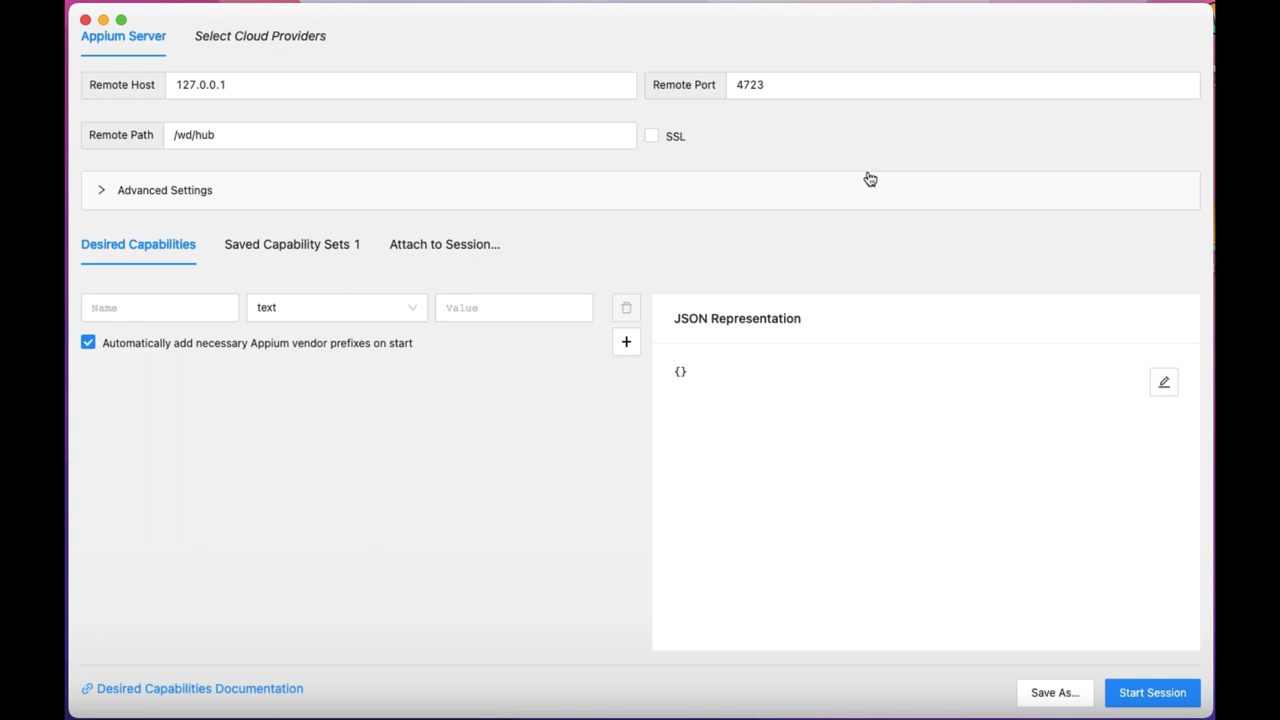 Appium Server Select Cloud Providers
Remote Host 127.0.0.1 Remote Port 4723
Remote Path /wd/hub SSL
Advanced Settings
Desired Capabilities Saved Capability Sets 1 Attach to Session...
Name text Value
Automatically add necessary Appium vendor prefixes on start
JSON Representation
{}
Desired Capabilities Documentation Save As... Start Session